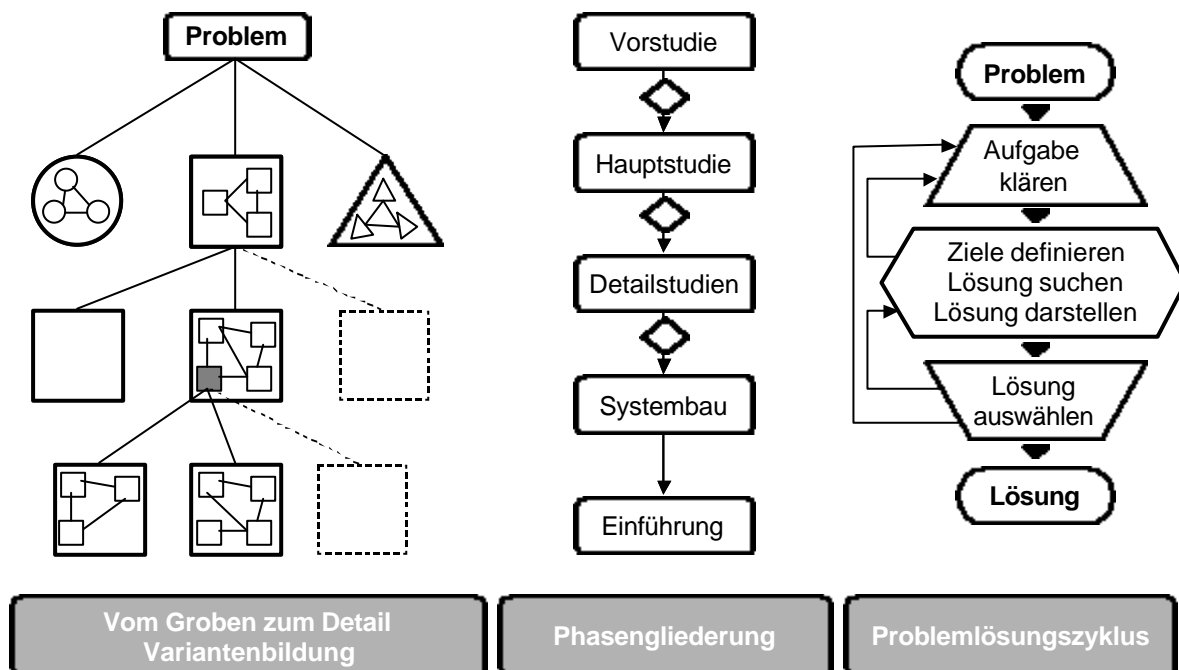 Problem
Vom Groben zum Detail
Variantenbildung
Vorstudie
Hauptstudie
Detailstudien
Systembau
Einführung
Phasengliederung
Problem
Aufgabe
klären
Ziele definieren
Lösung suchen
Lösung darstellen
Lösung
auswählen
Lösung
Problemlösungszyklus